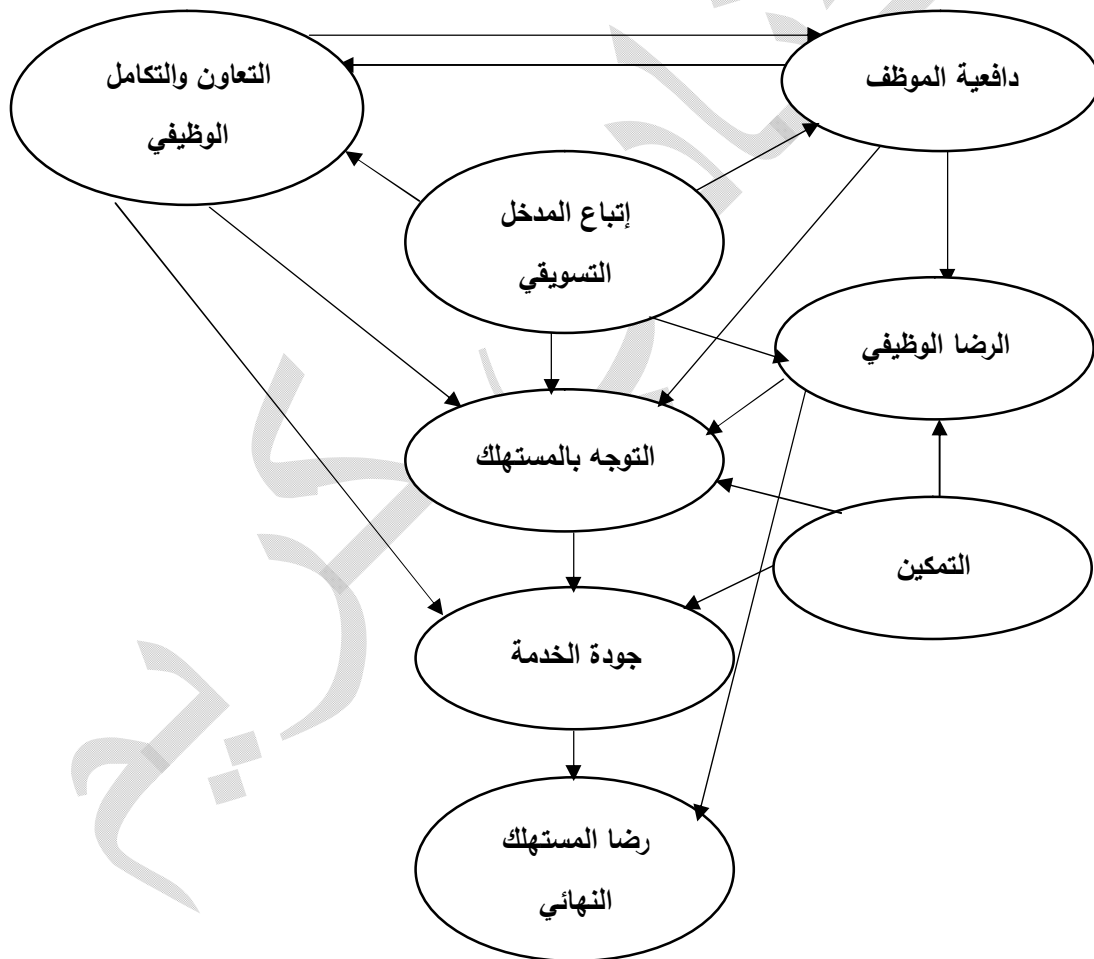 التعاون والتكامل
الوظيفي
دافعية الموظف
إتباع المدخل
التسويقي
الرضا الوظيفي
التوجه بالمستهلك
التمكين
جودة الخدمة
رضا المستهلك
النهائي